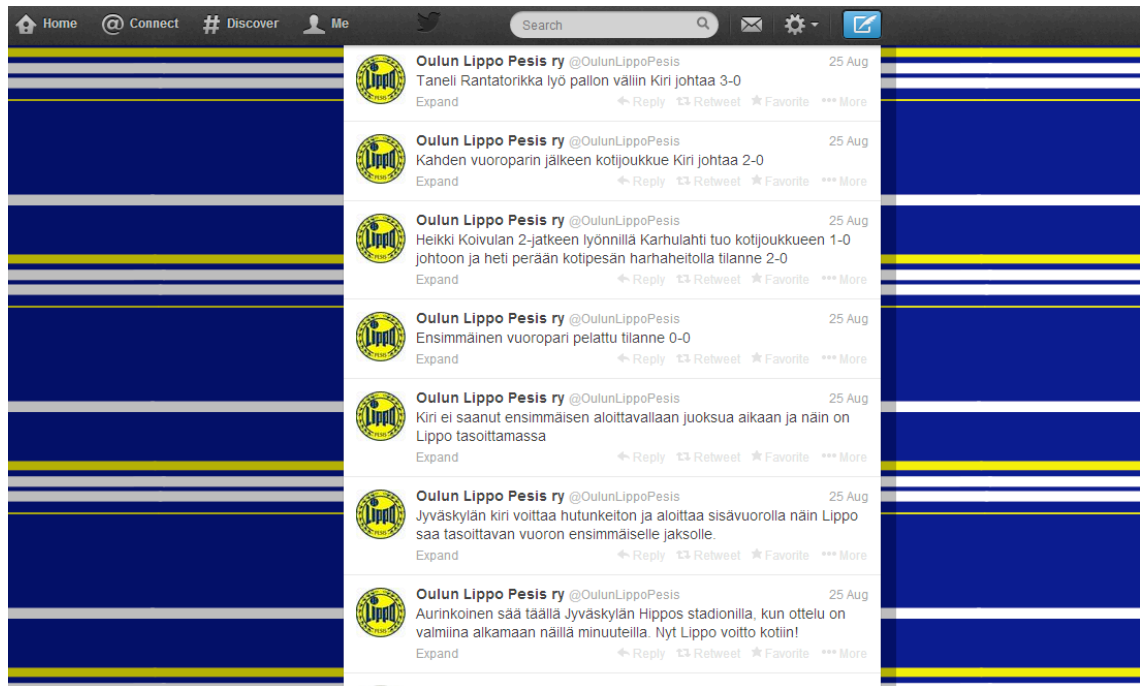 Home Connect Discover Me Search
Oulun Lippo Pesis ry @OulunLippoPesis 25 Aug
Taneli Rantatorikka lyö pallon väliin Kiri johtaa 3-0
Expand Reply Retweet Favorite More
Oulun Lippo Pesis ry @OulunLippoPesis 25 Aug
Kahden vuoroparin jälkeen kotijoukkue Kiri johtaa 2-0
Expand Reply Retweet Favorite More
Oulun Lippo Pesis ry @OulunLippoPesis 25 Aug
Heikki Koivulan 2-jatkeen lyönnillä Karhulahti tuo kotijoukkueen 1-0
johtoon ja heti perään kotipesän harhaheitolla tilanne 2-0
Expand Reply Retweet Favorite More
Oulun Lippo Pesis ry @OulunLippoPesis 25 Aug
Ensimmäinen vuoropari pelattu tilanne 0-0
Expand Reply Retweet Favorite More
Oulun Lippo Pesis ry @OulunLippoPesis 25 Aug
Kiri ei saanut ensimmäisen aloittavallaan juoksua aikaan ja näin on
Lippo tasoittamassa
Expand Reply Retweet Favorite More
Oulun Lippo Pesis ry @OulunLippoPesis 25 Aug
Jyväskylän kiri voittaa hutunkeiton ja aloittaa sisävuorolla näin Lippo
saa tasoittavan vuoron ensimmäiselle jaksolle.
Expand Reply Retweet Favorite More
Oulun Lippo Pesis ry @OulunLippoPesis 25 Aug
Aurinkoinen sää täällä Jyväskylän Hippos stadionilla, kun ottelu on
valmiina alkamaan näillä minuuteilla. Nyt Lippo voitto kotiin!
Expand Reply Retweet Favorite More